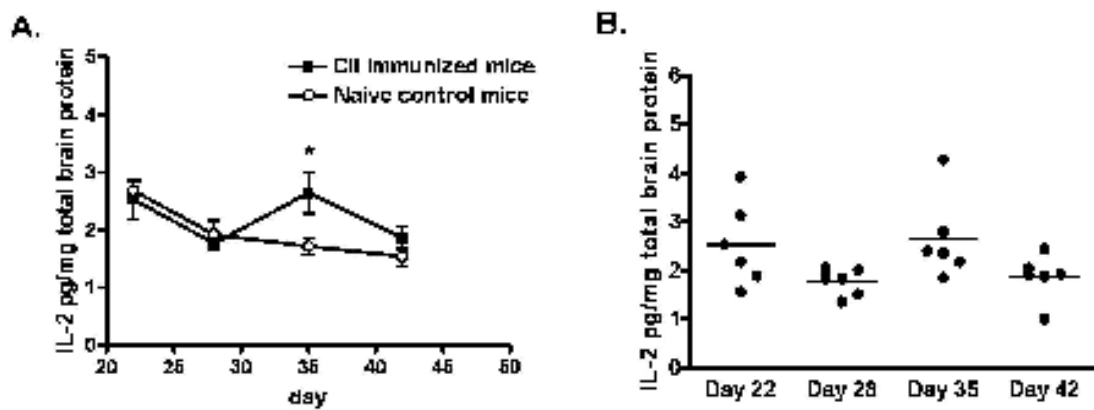 A.
5
4
3
2
1
0
IL-2 pg/mg total brain protein
CII immunized mice
Naive control mice
*
20 25 30 35 40 45 50
day
B.
6
5
4
3
2
1
0
IL-2 pg/mg total brain protein
Day 22 Day 28 Day 35 Day 42